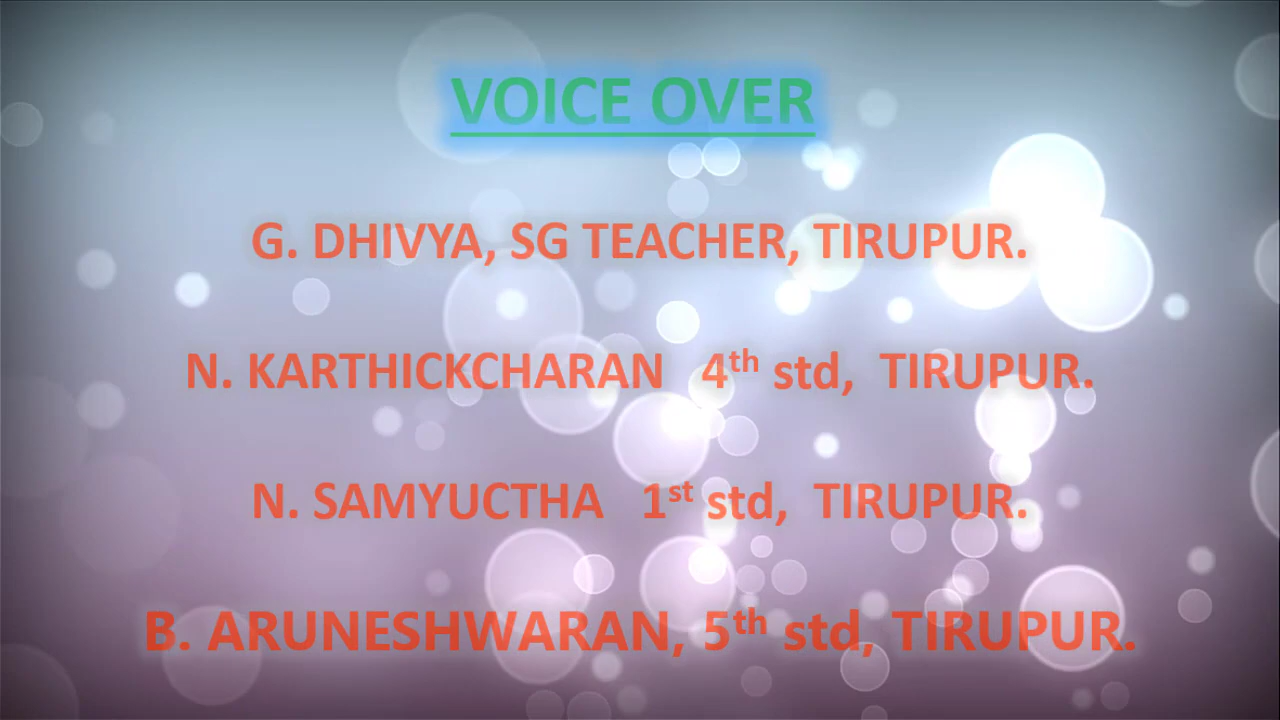 VOICE OVER
G. DHIVYA, SG TEACHER, TIRUPUR.
N. KARTHICKCHARAN 4th std, TIRUPUR.
N. SAMYUCTHA 1st std, TIRUPUR.
B. ARUNESHWARAN, 5th std, TIRUPUR.